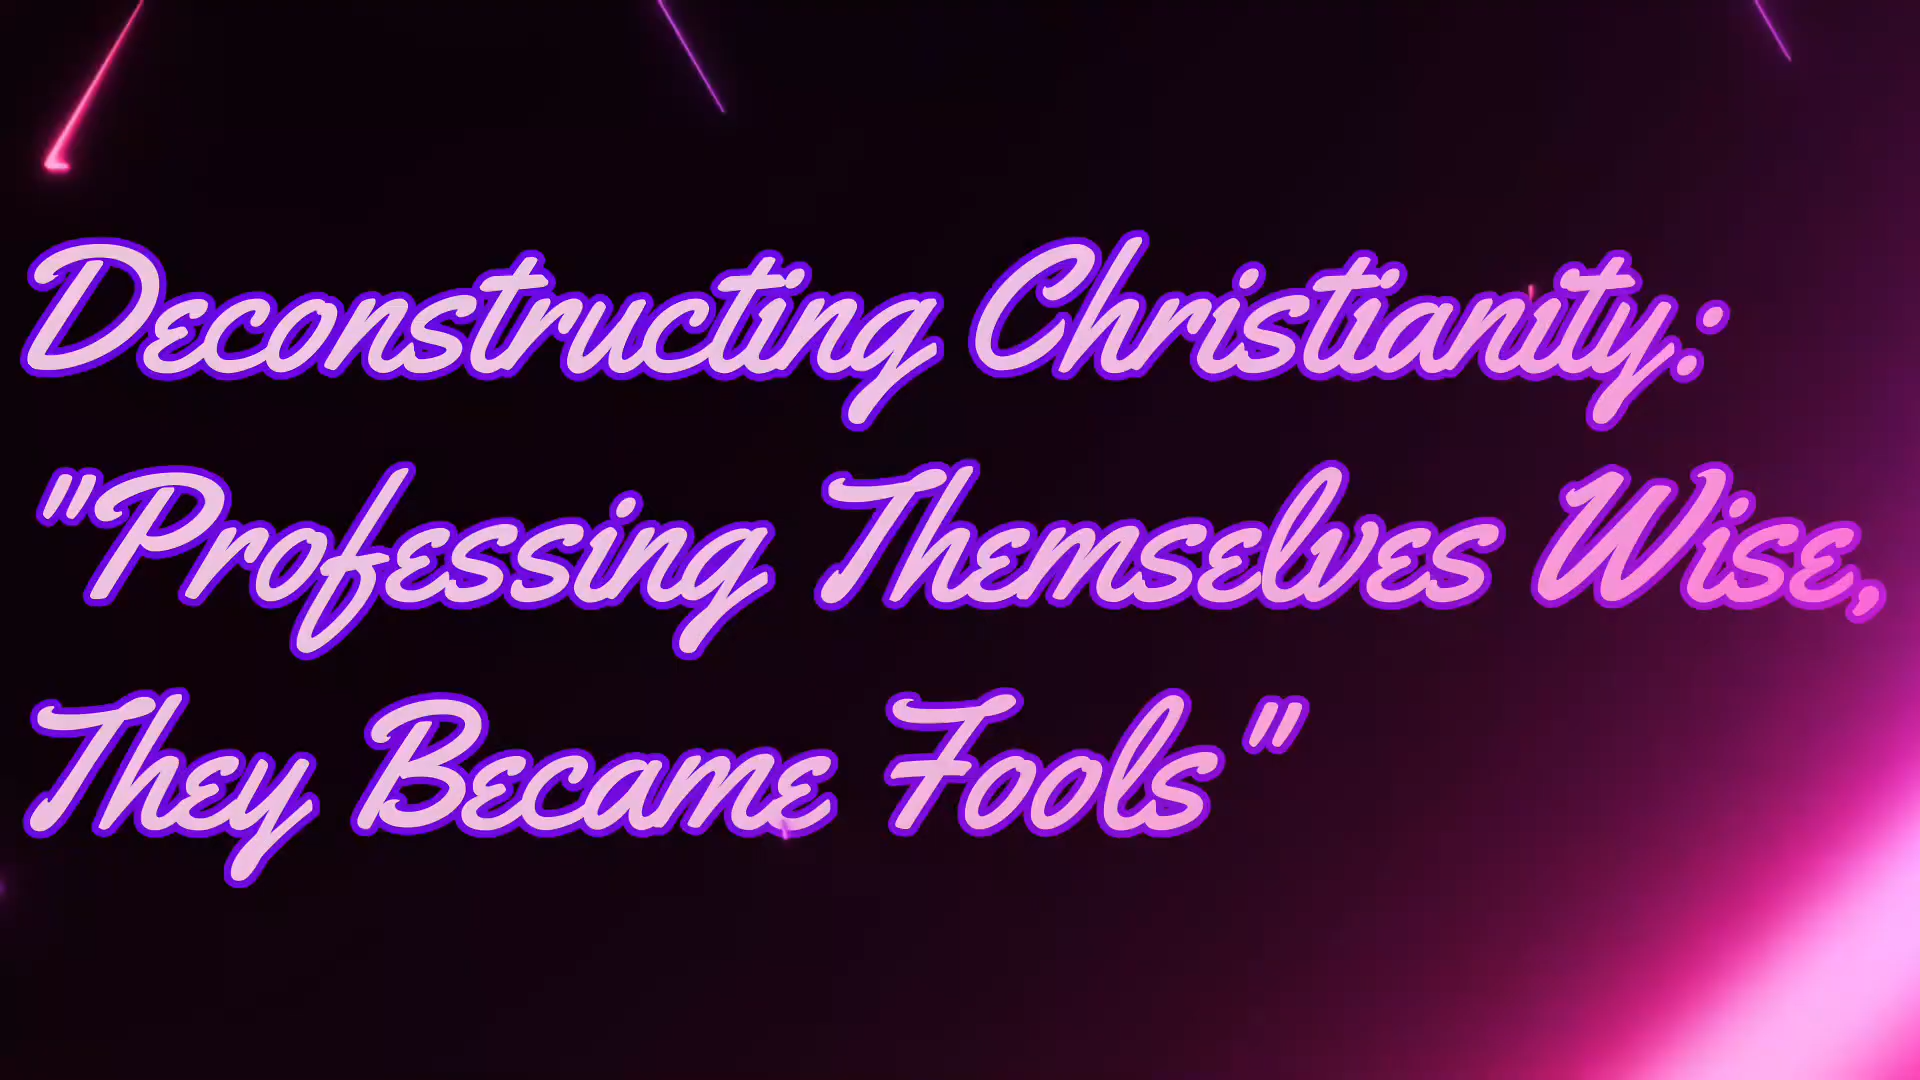 Deconstructing Christianity:
"Professing Themselves Wise,
They Became Fools"